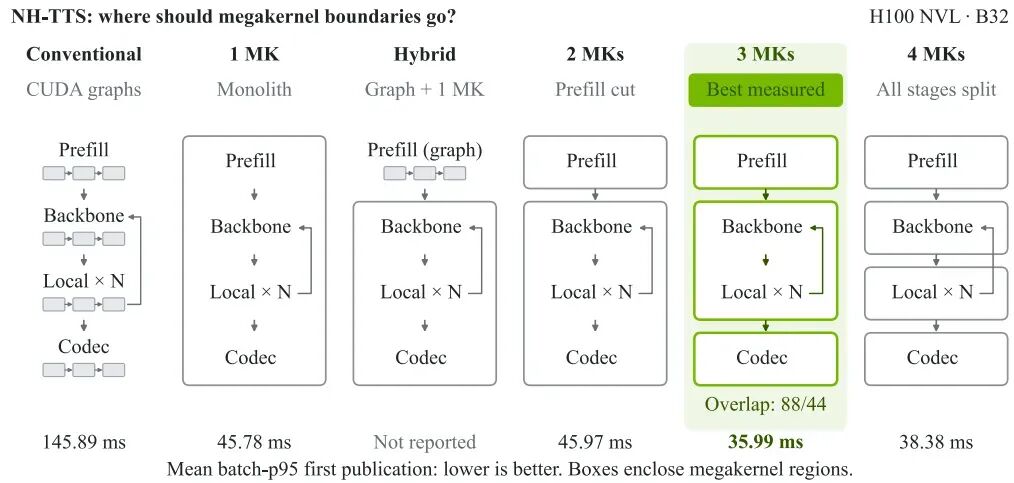 NH-TTS: where should megakernel boundaries go?
H100 NVL · B32
Conventional
1 MK
Hybrid
2 MKs
3 MKs
4 MKs
CUDA graphs
Monolith
Graph + 1 MK
Prefill cut
Best measured
All stages split
Prefill
Backbone
Local × N
Codec
Prefill
Backbone
Local × N
Codec
Prefill (graph)
Backbone
Local × N
Codec
Prefill
Backbone
Local × N
Codec
Prefill
Backbone
Local × N
Codec
Overlap: 88/44
Prefill
Backbone
Local × N
Codec
145.89 ms
45.78 ms
Not reported
45.97 ms
35.99 ms
38.38 ms
Mean batch-p95 first publication: lower is better. Boxes enclose megakernel regions.